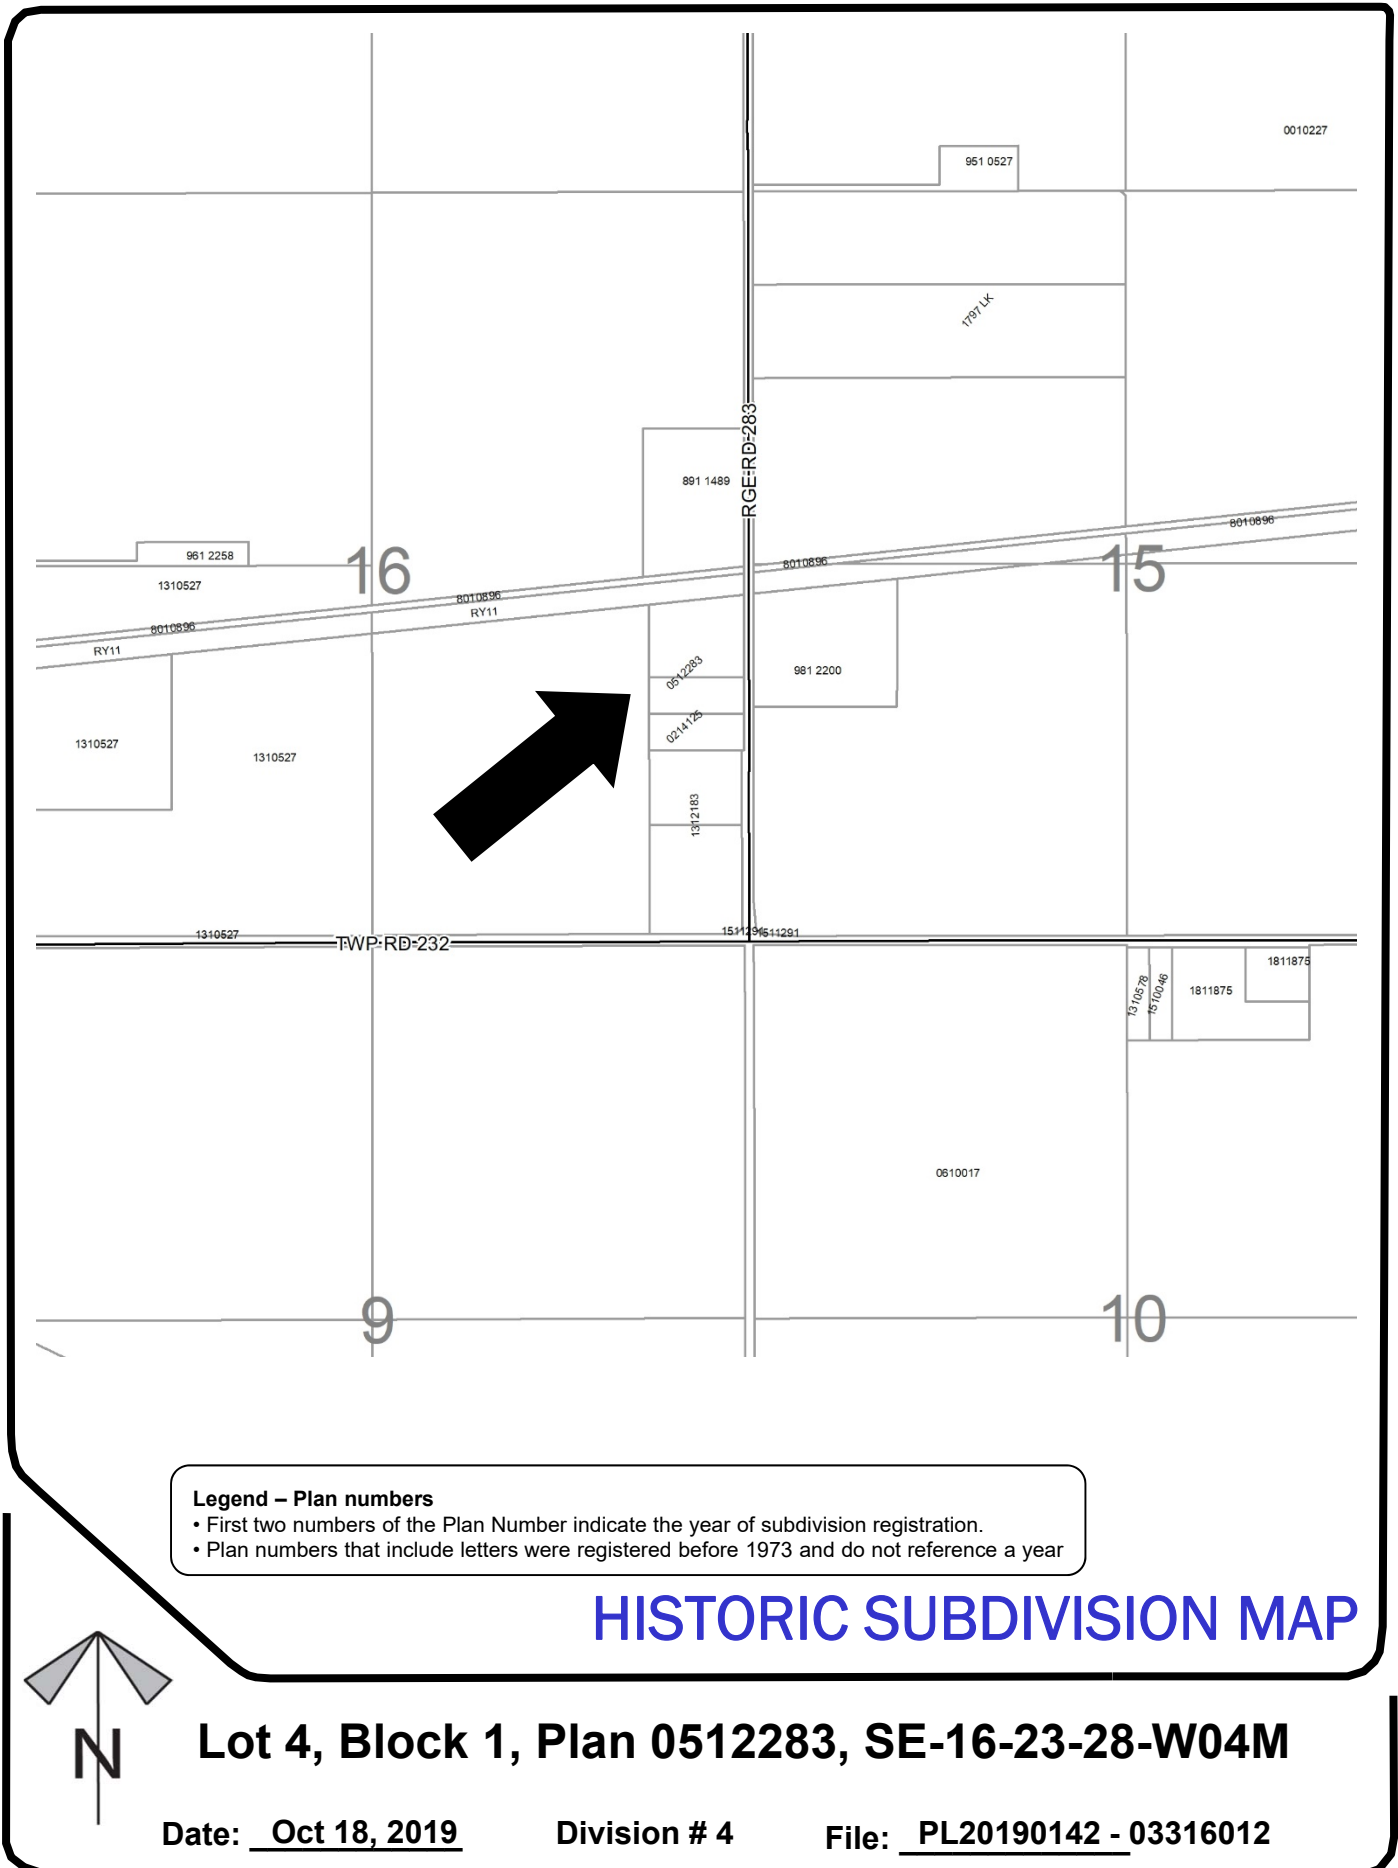 0010227
951 0527
1797 LK
RGE RD 283
891 1489
8010896
961 2258
16
15
8010896
1310527
8010896
RY11
8010896
RY11
0512283
981 2200
0214125
1310527
1310527
1312183
1310527
TWP RD 232
1511291
1511291
1811875
1310578
1510046
1811875
0610017
9
10
Legend – Plan numbers
• First two numbers of the Plan Number indicate the year of subdivision registration.
• Plan numbers that include letters were registered before 1973 and do not reference a year
HISTORIC SUBDIVISION MAP
N
Lot 4, Block 1, Plan 0512283, SE-16-23-28-W04M
Date: Oct 18, 2019 Division # 4 File: PL20190142 - 03316012